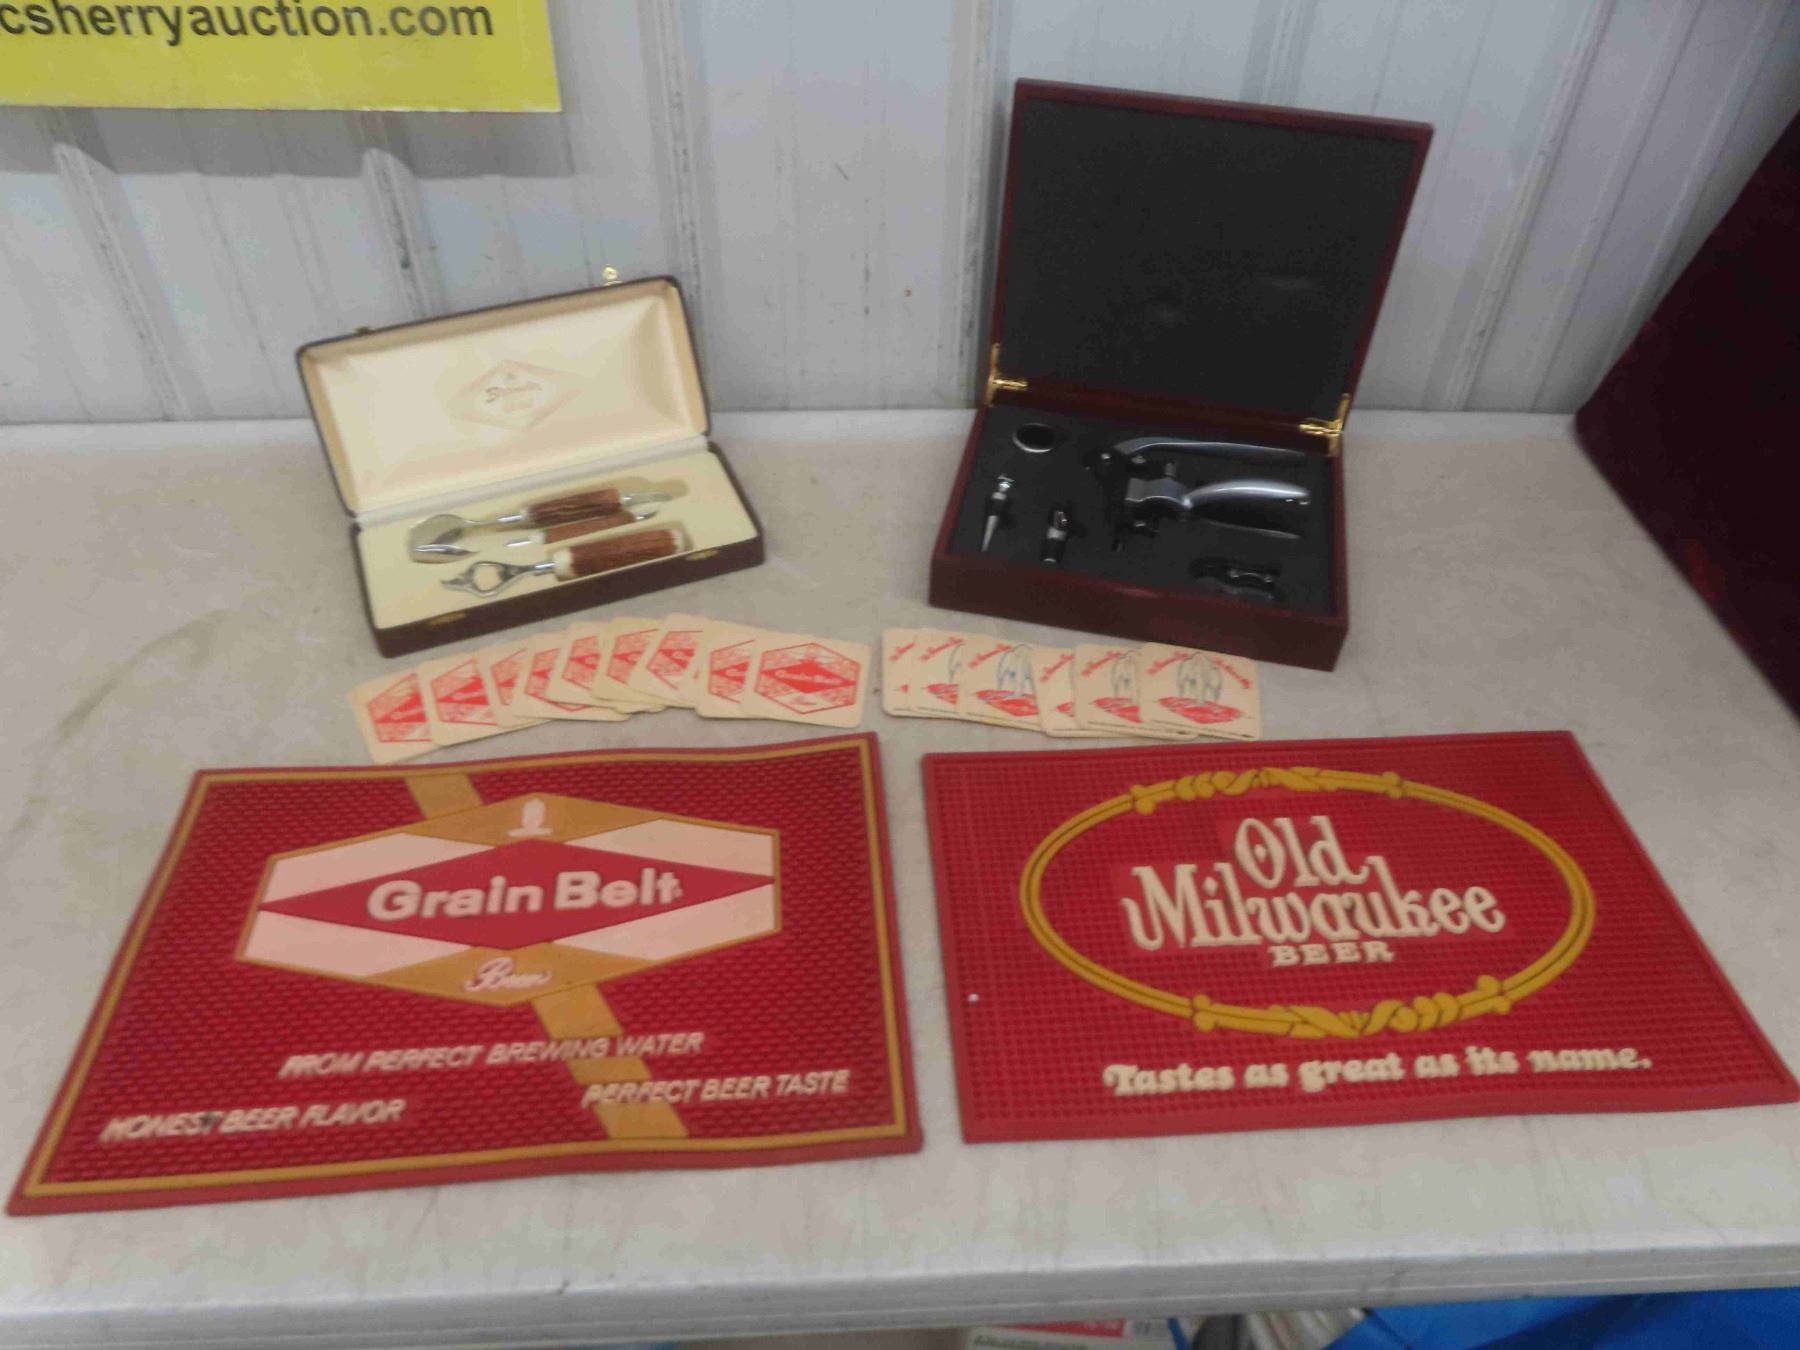 csherryauction.com
Grain Belt
Beer
FROM PERFECT BREWING WATER
PERFECT BEER TASTE
HONEST BEER FLAVOR
Old
Milwaukee
BEER
Tastes as great as its name.